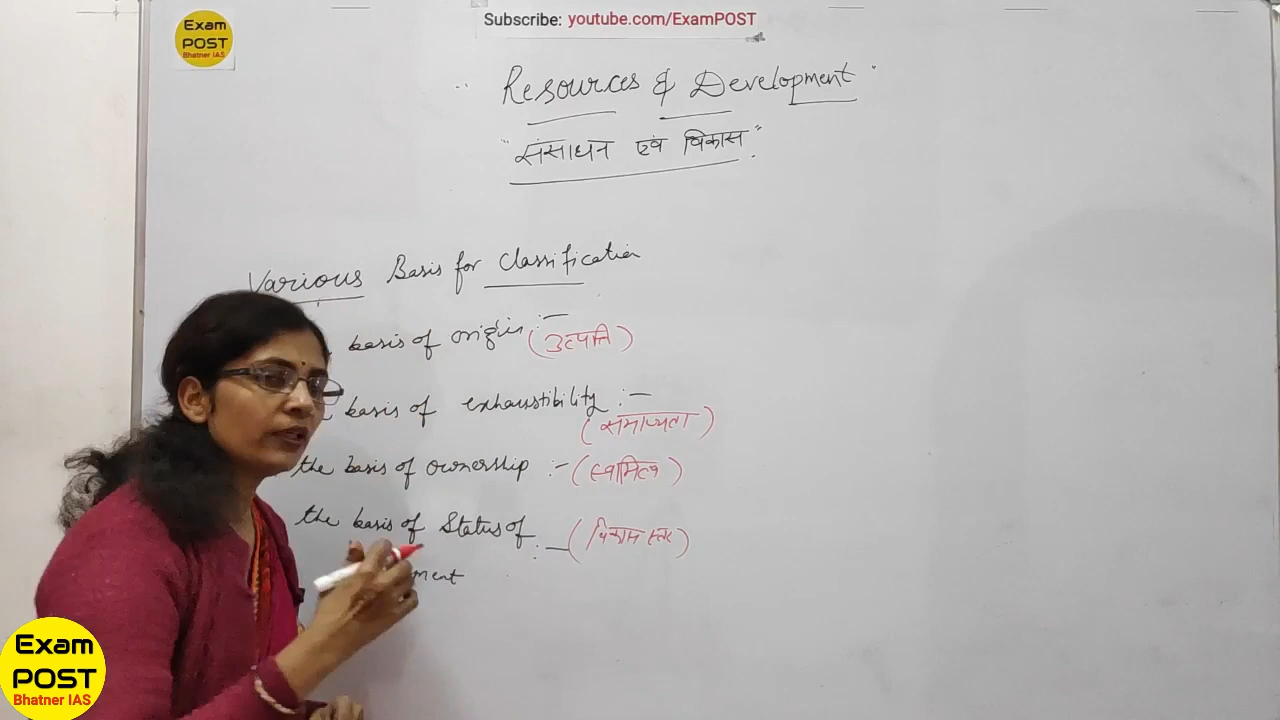 Exam
POST
Bhatner IAS
Subscribe: youtube.com/ExamPOST
"Resources & Development"
"संसाधन एवं विकास"
Various Basis for Classification
basis of origin :- (उत्पत्ति)
basis of exhaustibility :-
(समाप्यता)
the basis of ownership :- (स्वामित्व)
the basis of Status of :- (विकास स्तर)
ment
Exam
POST
Bhatner IAS